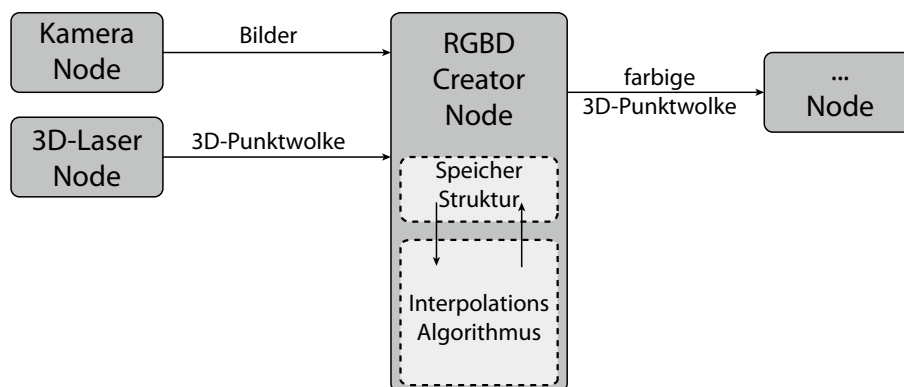 Kamera
Node
Bilder
RGBD
Creator
Node
farbige
3D-Punktwolke
...
Node
3D-Laser
Node
3D-Punktwolke
Speicher
Struktur
Interpolations
Algorithmus